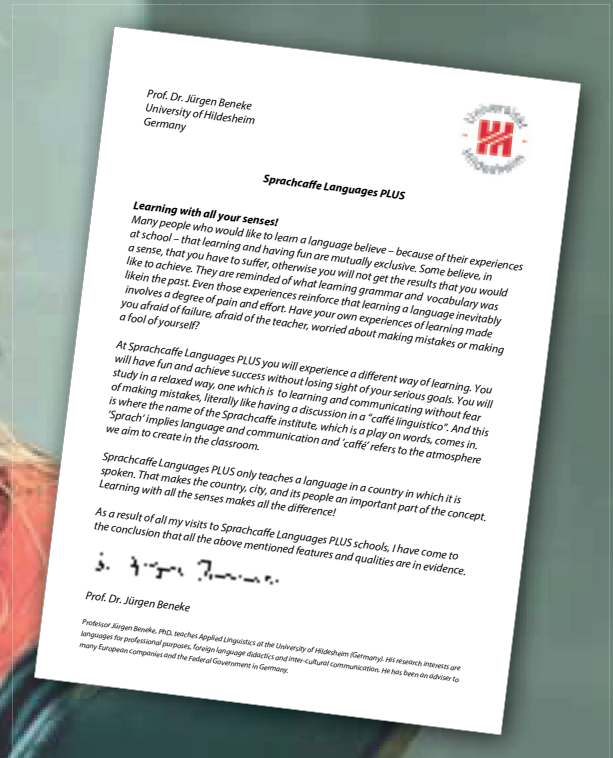 Prof. Dr. Jürgen Beneke
University of Hildesheim
Germany
Universität
Hildesheim
Sprachcaffe Languages PLUS
Learning with all your senses!
Many people who would like to learn a language believe – because of their experiences
at school – that learning and having fun are mutually exclusive. Some believe, in
a sense, that you have to suffer, otherwise you will not get the results that you would
like to achieve. They are reminded of what learning grammar and vocabulary was
likein the past. Even those experiences reinforce that learning a language inevitably
involves a degree of pain and effort. Have your own experiences of learning made
you afraid of failure, afraid of the teacher, worried about making mistakes or making
a fool of yourself?
At Sprachcaffe Languages PLUS you will experience a different way of learning. You
will have fun and achieve success without losing sight of your serious goals. You will
study in a relaxed way, one which is to learning and communicating without fear
of making mistakes, literally like having a discussion in a "caffé linguistico". And this
is where the name of the Sprachcaffe institute, which is a play on words, comes in.
'Sprach' implies language and communication and 'caffé' refers to the atmosphere
we aim to create in the classroom.
Sprachcaffe Languages PLUS only teaches a language in a country in which it is
spoken. That makes the country, city, and its people an important part of the concept.
Learning with all the senses makes all the difference!
As a result of all my visits to Sprachcaffe Languages PLUS schools, I have come to
the conclusion that all the above mentioned features and qualities are in evidence.
Prof. Dr. Jürgen Beneke
Professor Jürgen Beneke, PhD, teaches Applied Linguistics at the University of Hildesheim (Germany). His research interests are
languages for professional purposes, foreign language didactics and inter-cultural communication. He has been an adviser to
many European companies and the Federal Government in Germany.